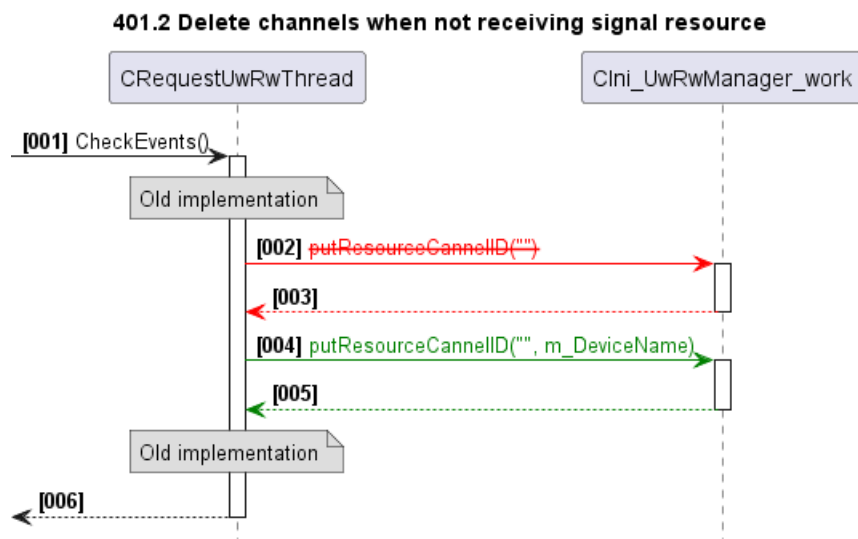 401.2 Delete channels when not receiving signal resource
CRequestUwRwThread
CIni_UwRwManager_work
[001] CheckEvents()
Old implementation
[002] putResourceCannelID("")
[003]
[004] putResourceCannelID("", m_DeviceName)
[005]
Old implementation
[006]